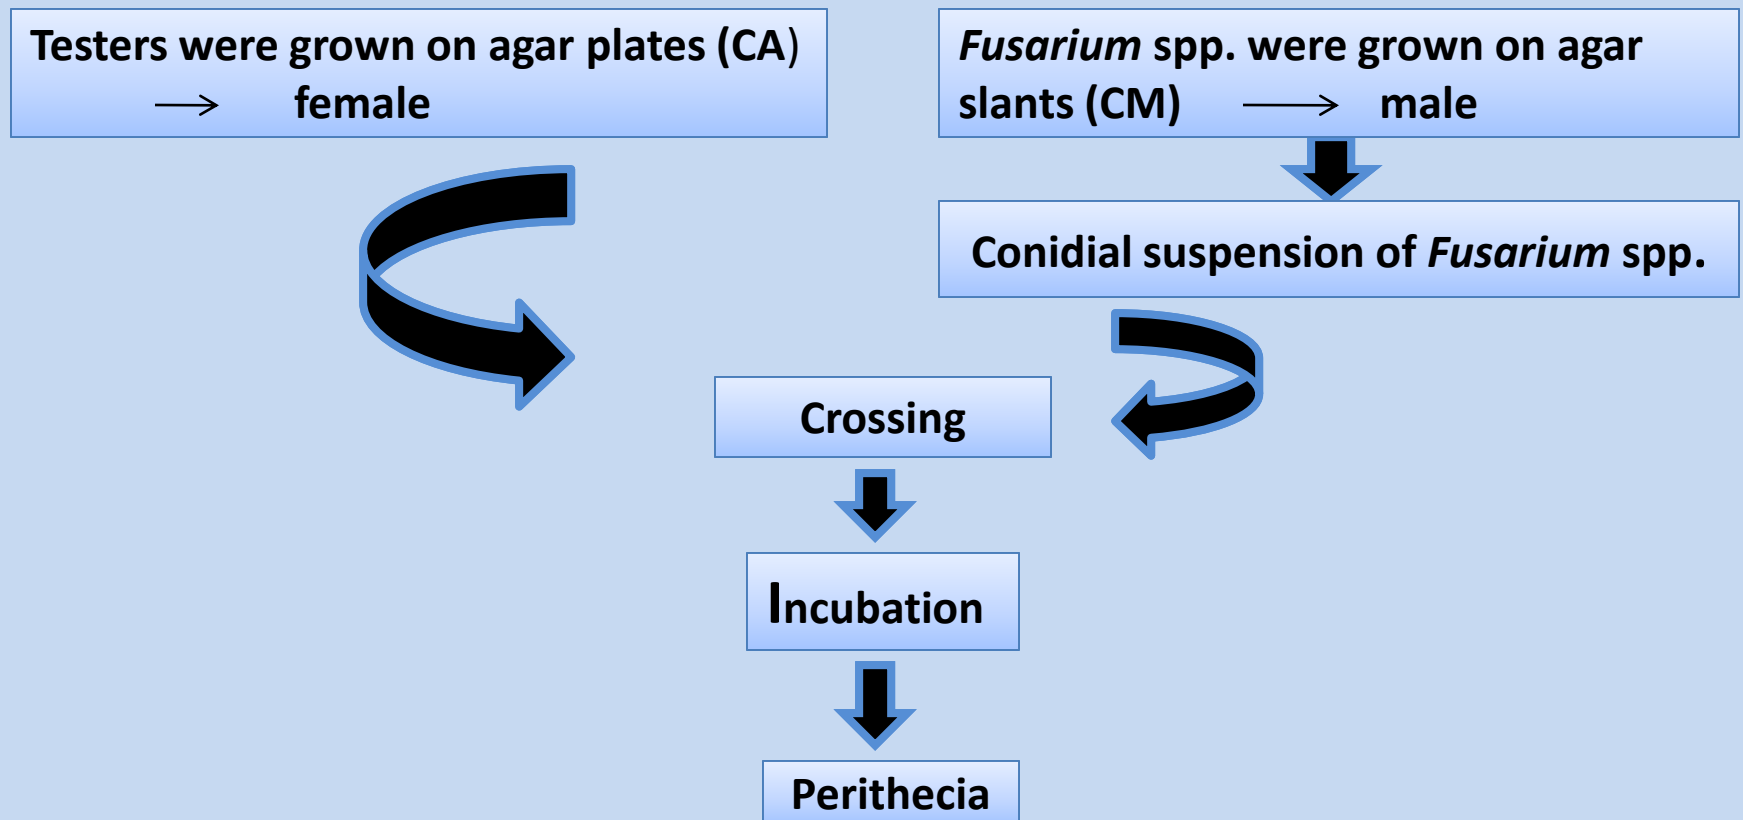 Testers were grown on agar plates (CA)
→ female
Fusarium spp. were grown on agar
slants (CM) → male
Conidial suspension of Fusarium spp.
Crossing
Incubation
Perithecia